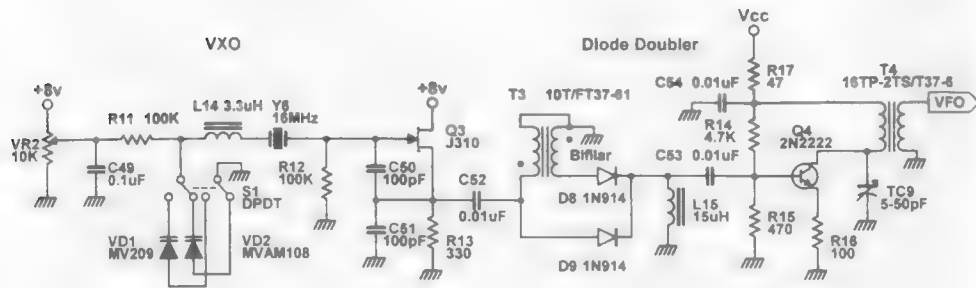 VXO
Diode Doubler
Vcc
+8v
R11 100K
L14 3.3uH
Y6
16MHz
+8v
Q3
J310
VR2
10K
C49
0.1uF
S1
DPDT
R12
100K
C50
100pF
C51
100pF
R13
330
C52
0.01uF
VD1
MV209
VD2
MVAM108
T3
10T/FT37-61
Bifilar
D8 1N914
D9 1N914
C54 0.01uF
R17
47
R14
4.7K
C53
0.01uF
L15
15uH
R15
470
Q4
2N2222
R16
100
T4
16TP-2TS/T37-6
VFO
TC9
5-50pF